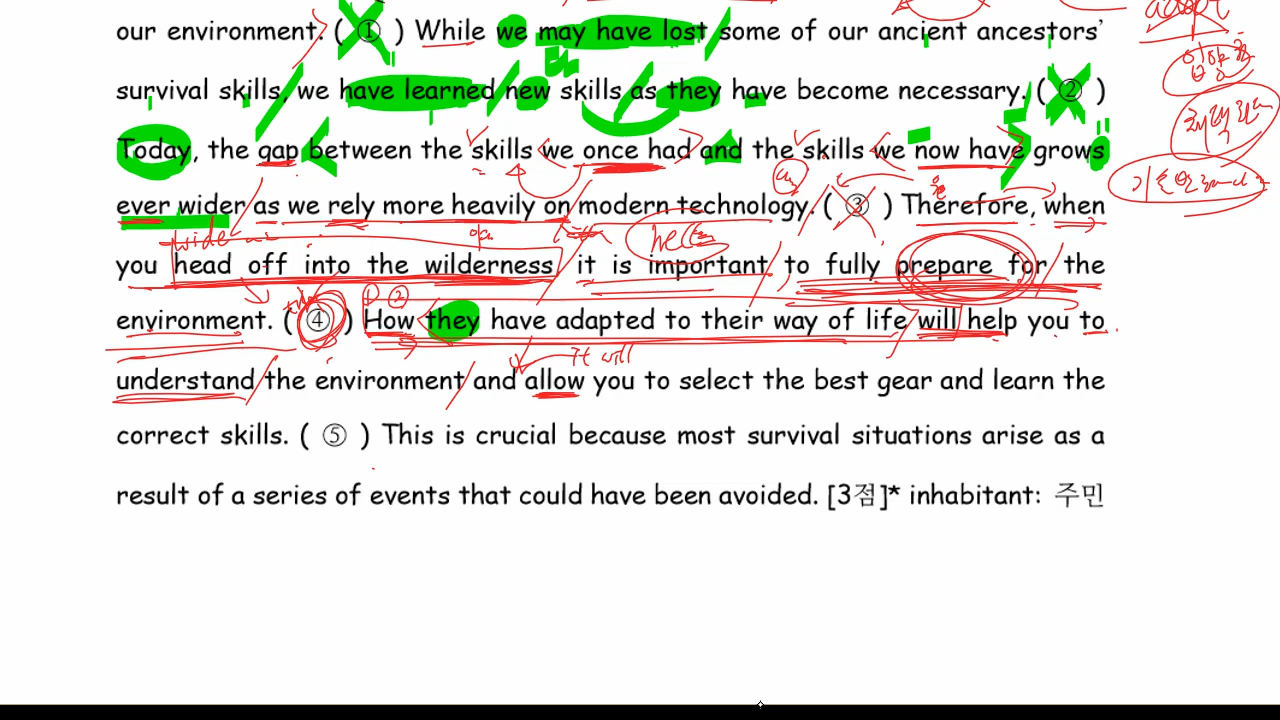 adapt
our environment. ( ① ) While we may have lost some of our ancient ancestors'
survival skills, we have learned new skills as they have become necessary. ( ② )
Today, the gap between the skills we once had and the skills we now have grows
ever wider as we rely more heavily on modern technology. ( ③ ) Therefore, when
you head off into the wilderness, it is important to fully prepare for the
environment. ( ④ ) How they have adapted to their way of life will help you to
It will
understand the environment and allow you to select the best gear and learn the
correct skills. ( ⑤ ) This is crucial because most survival situations arise as a
result of a series of events that could have been avoided. [3점]* inhabitant: 주민